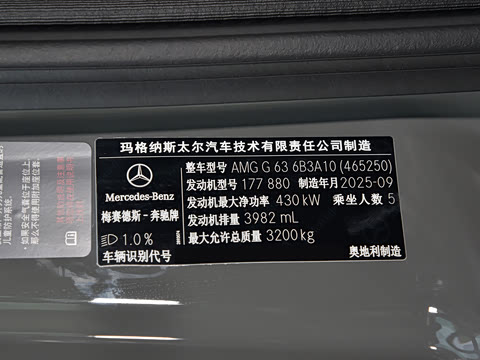 玛格纳斯太尔汽车技术有限责任公司制造
整车型号 AMG G 63 6B3A10 (465250)
发动机型号 177 880 制造年月 2025-09
Mercedes-Benz
发动机最大净功率 430 kW 乘坐人数 5
梅赛德斯-奔驰牌
发动机排量 3982 mL
1.0%
最大允许总质量 3200 kg
车辆识别代号
奥地利制造